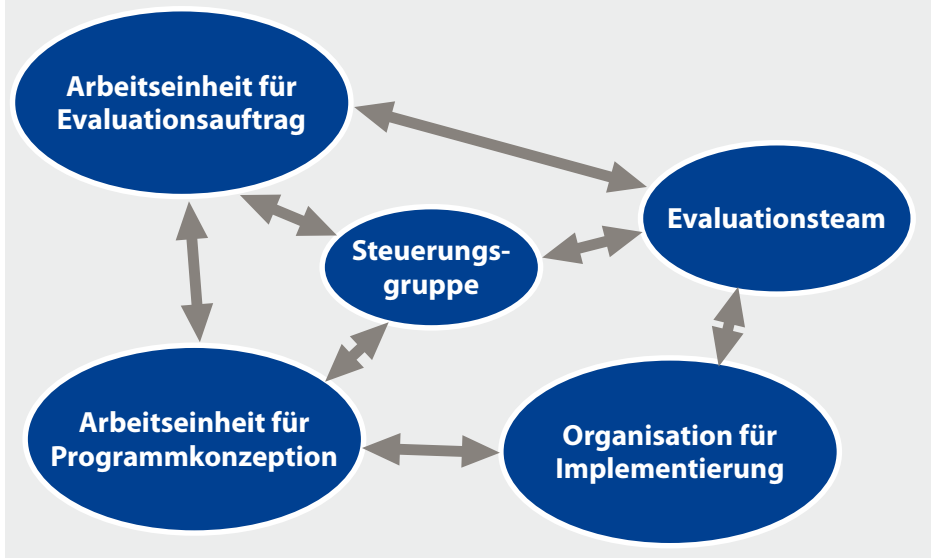 Arbeitseinheit für
Evaluationsauftrag
Evaluationsteam
Steuerungs-
gruppe
Arbeitseinheit für
Programmkonzeption
Organisation für
Implementierung